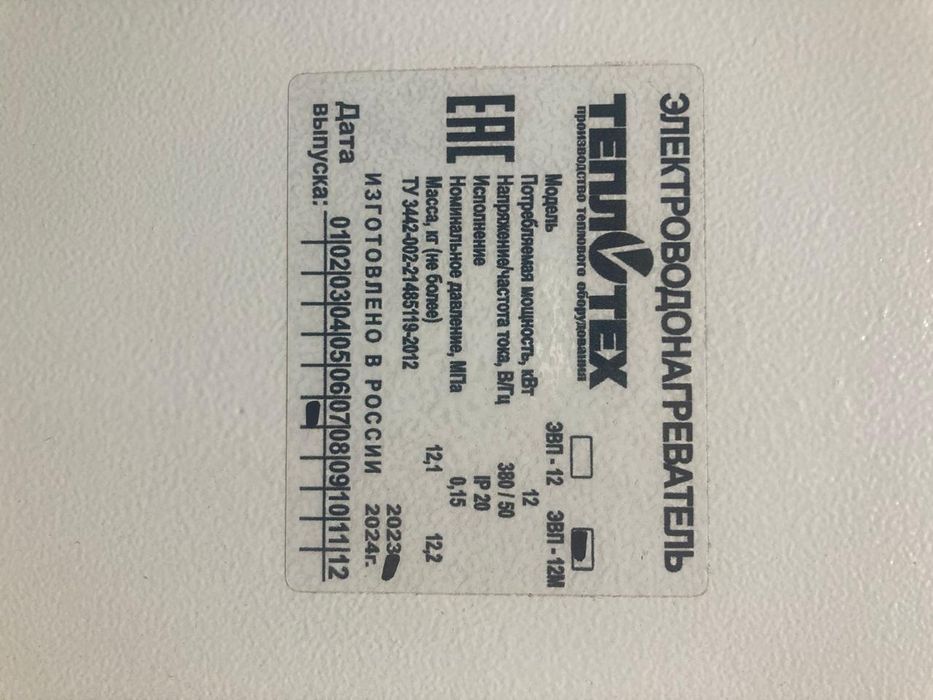 ЭЛЕКТРОВОДОНАГРЕВАТЕЛЬ
ТЕПЛОТЕХ
производство теплового оборудования
ЭВП - 12 ЭВП - 12М
Модель
Потребляемая мощность, кВт 12
Напряжение/частота тока, В/Гц 380 / 50
Исполнение IP 20
Номинальное давление, МПа 0,15
Масса, кг (не более) 12,1 12,2
ТУ 3442-002-21485119-2012
ЕАС
ИЗГОТОВЛЕНО В РОССИИ
2023
2024г.
Дата
выпуска: 01|02|03|04|05|06|07|08|09|10|11|12